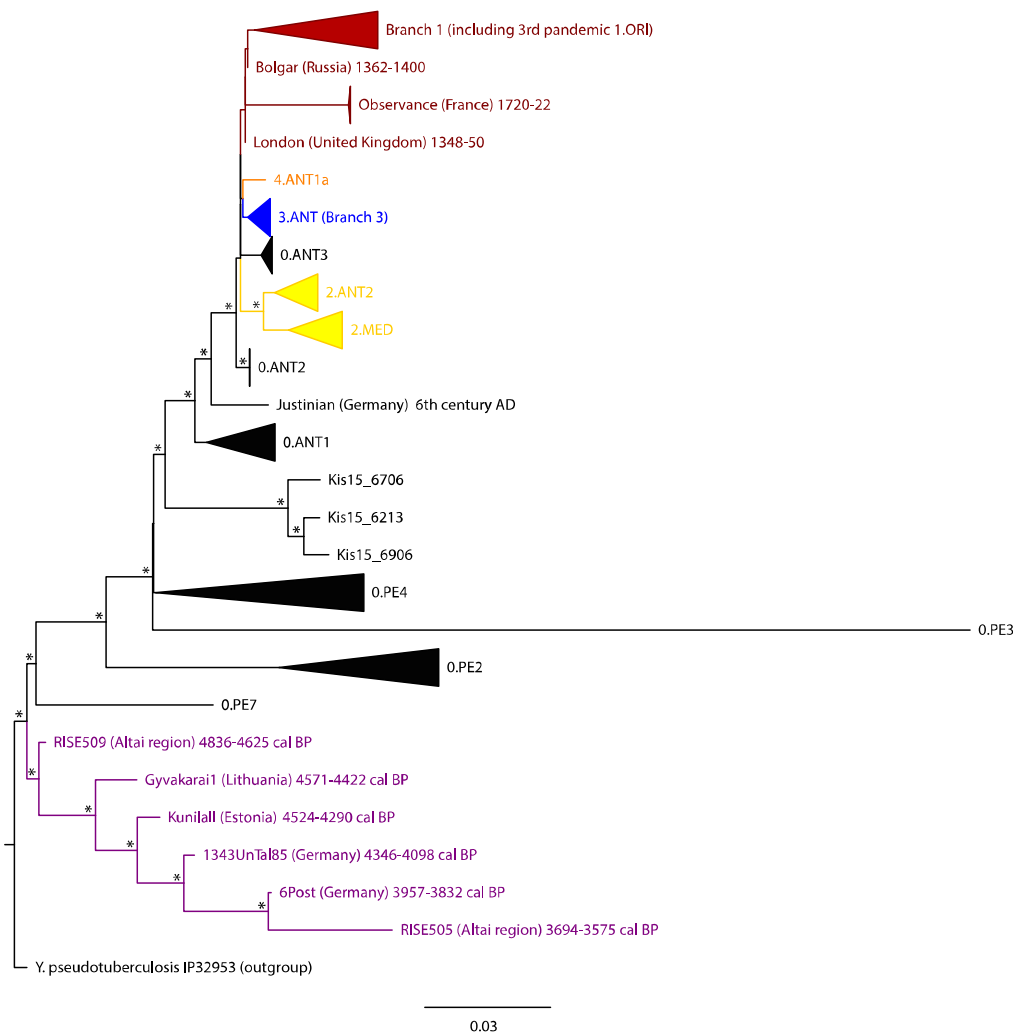 Branch 1 (including 3rd pandemic 1.ORI)
Bolgar (Russia) 1362-1400
Observance (France) 1720-22
London (United Kingdom) 1348-50
4.ANT1a
3.ANT (Branch 3)
0.ANT3
2.ANT2
*
2.MED
*
0.ANT2
*
*
Justinian (Germany) 6th century AD
*
0.ANT1
*
Kis15_6706
*
Kis15_6213
*
Kis15_6906
*
0.PE4
*
0.PE3
*
0.PE2
0.PE7
*
RISE509 (Altai region) 4836-4625 cal BP
*
Gyvakarai1 (Lithuania) 4571-4422 cal BP
*
KunilaII (Estonia) 4524-4290 cal BP
*
1343UnTal85 (Germany) 4346-4098 cal BP
*
6Post (Germany) 3957-3832 cal BP
*
RISE505 (Altai region) 3694-3575 cal BP
Y. pseudotuberculosis IP32953 (outgroup)
0.03